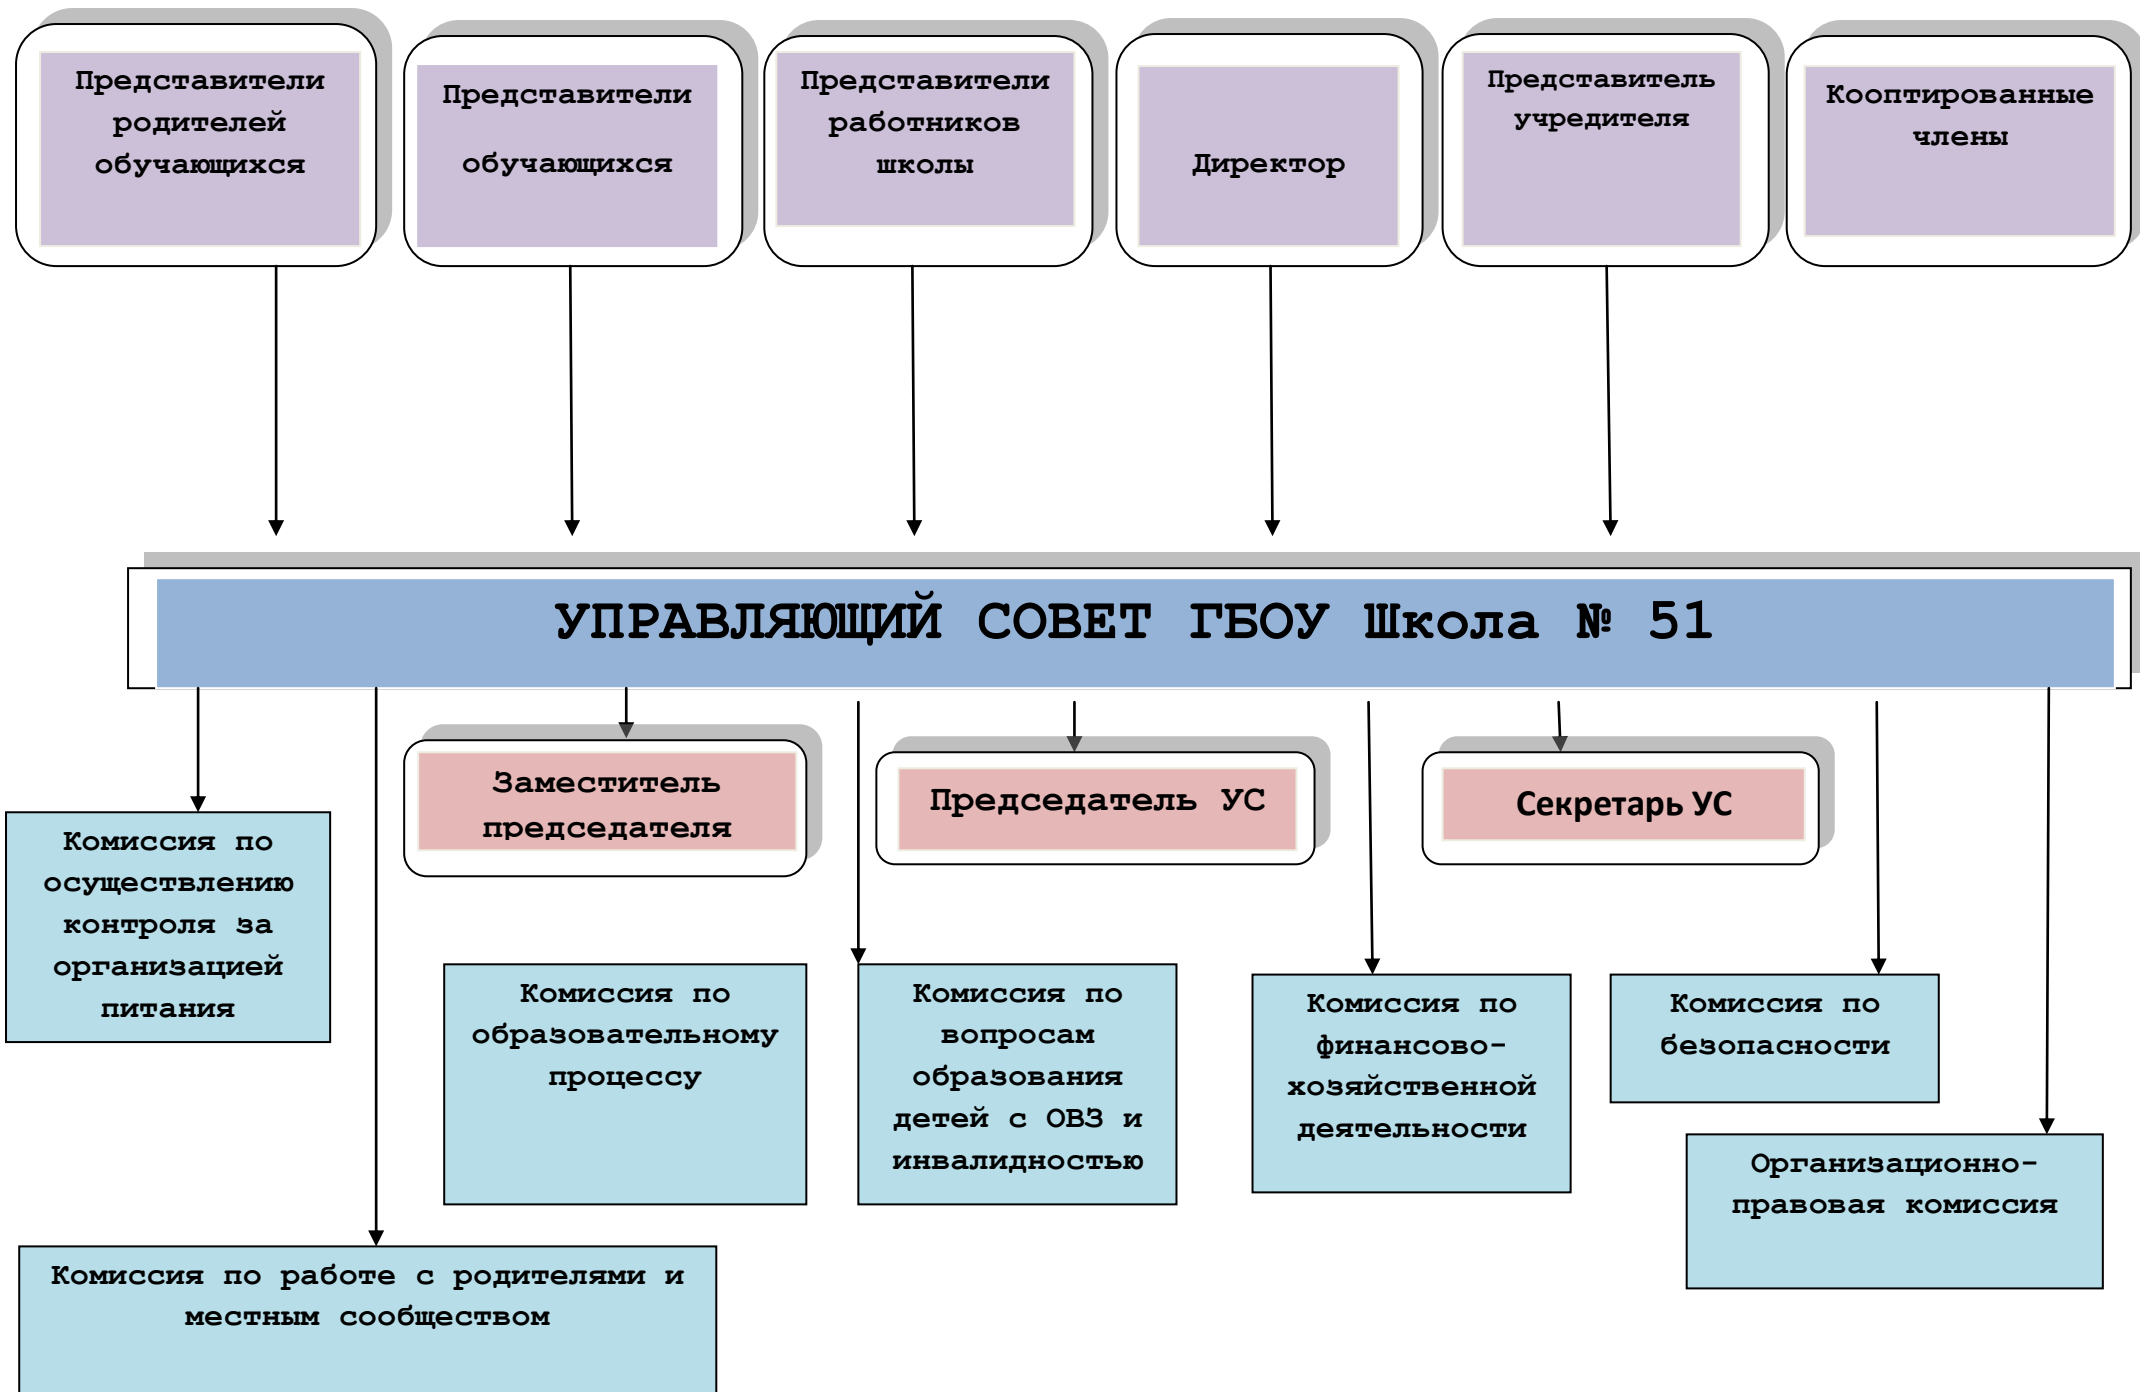 Представители
родителей
обучающихся
Представители
обучающихся
Представители
работников
школы
Директор
Представитель
учредителя
Кооптированные
члены
УПРАВЛЯЮЩИЙ СОВЕТ ГБОУ Школа № 51
Заместитель
председателя
Председатель УС
Секретарь УС
Комиссия по
осуществлению
контроля за
организацией
питания
Комиссия по
образовательному
процессу
Комиссия по
вопросам
образования
детей с ОВЗ и
инвалидностью
Комиссия по
финансово-
хозяйственной
деятельности
Комиссия по
безопасности
Организационно-
правовая комиссия
Комиссия по работе с родителями и
местным сообществом